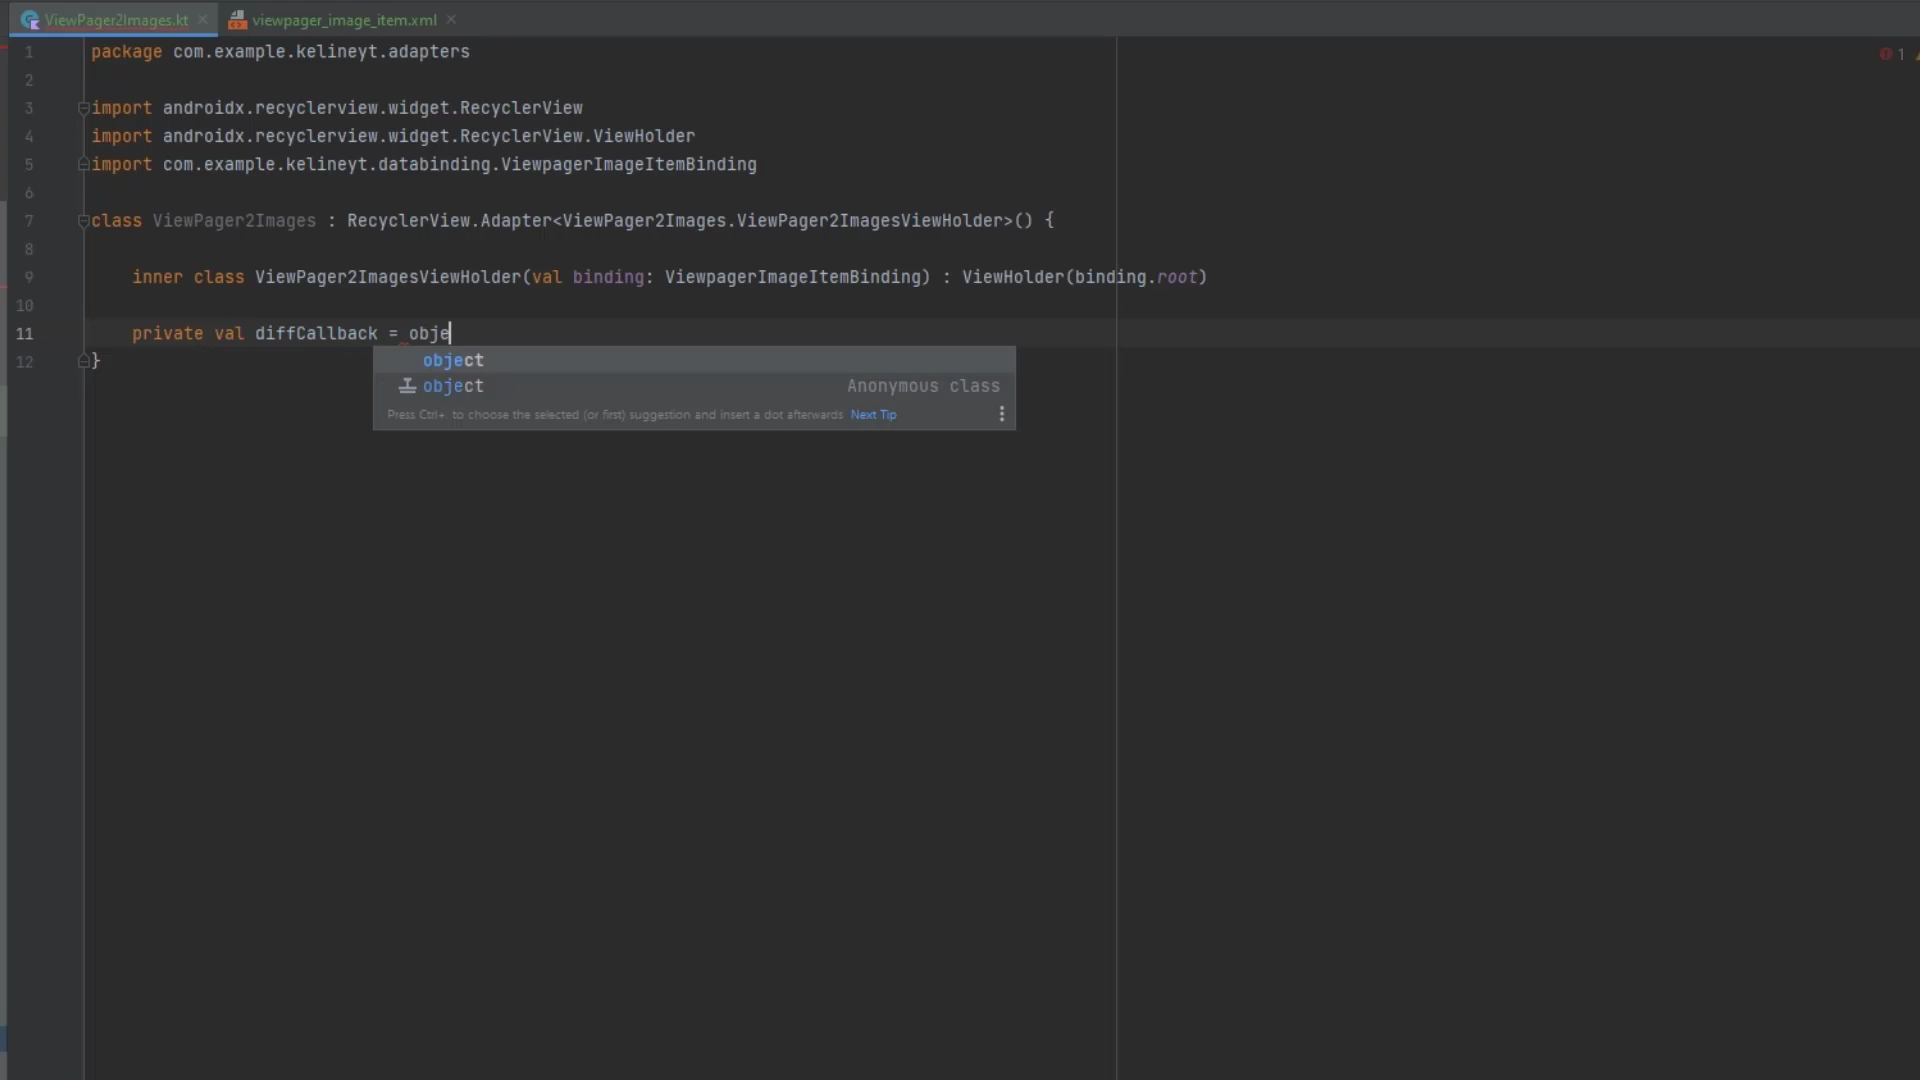 ViewPager2Images.kt viewpager_image_item.xml
1 package com.example.kelineyt.adapters 1
2
3 import androidx.recyclerview.widget.RecyclerView
4 import androidx.recyclerview.widget.RecyclerView.ViewHolder
5 import com.example.kelineyt.databinding.ViewpagerImageItemBinding
6
7 class ViewPager2Images : RecyclerView.Adapter<ViewPager2Images.ViewPager2ImagesViewHolder>() {
8
9 inner class ViewPager2ImagesViewHolder(val binding: ViewpagerImageItemBinding) : ViewHolder(binding.root)
10
11 private val diffCallback = obje
12 }
object
object Anonymous class
Press Ctrl+. to choose the selected (or first) suggestion and insert a dot afterwards Next Tip